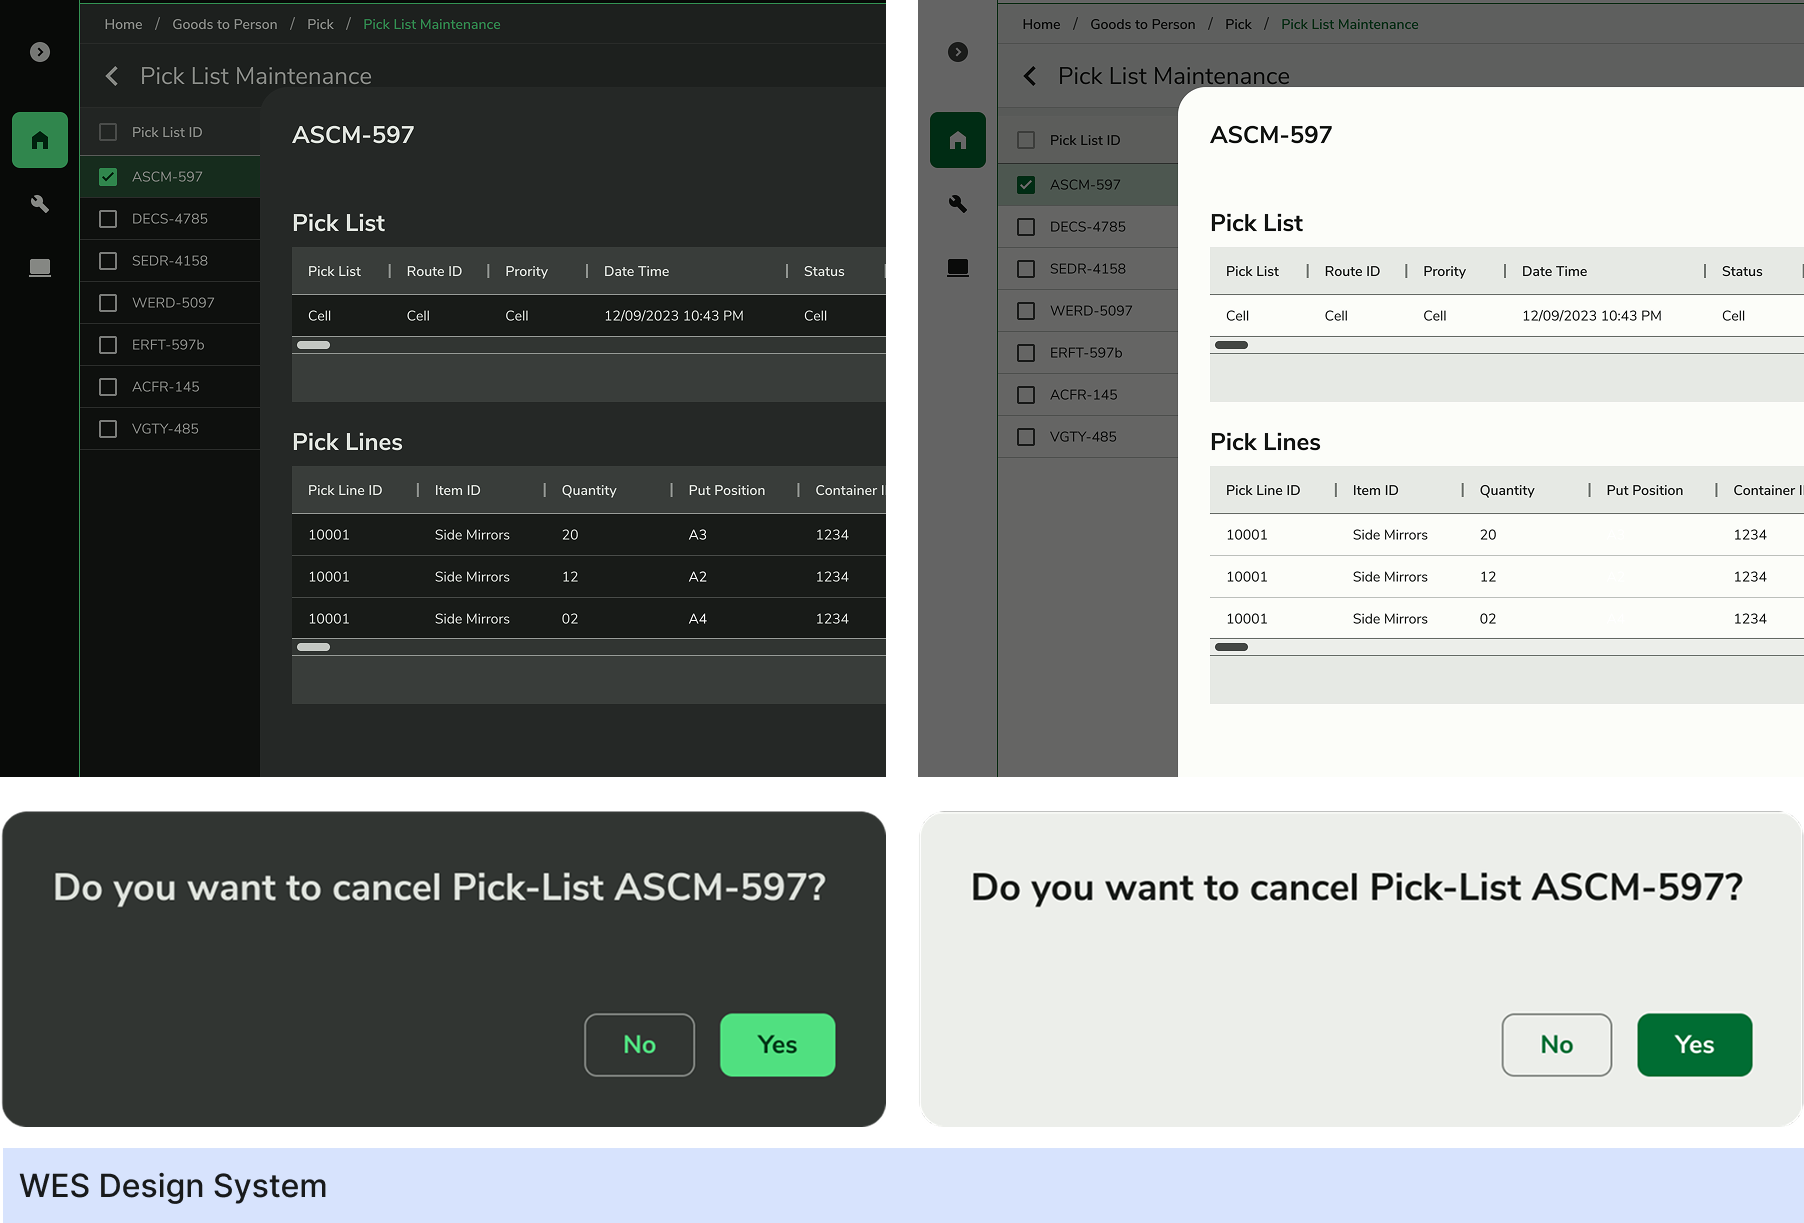 Home / Goods to Person / Pick / Pick List Maintenance
Pick List Maintenance
Pick List ID
ASCM-597
DECS-4785
SEDR-4158
WERD-5097
ERFT-597b
ACFR-145
VGTY-485
ASCM-597
Pick List
Pick List | Route ID | Prority | Date Time | Status
Cell Cell Cell 12/09/2023 10:43 PM Cell
Pick Lines
Pick Line ID | Item ID | Quantity | Put Position | Container I
10001 Side Mirrors 20 A3 1234
10001 Side Mirrors 12 A2 1234
10001 Side Mirrors 02 A4 1234
Home / Goods to Person / Pick / Pick List Maintenance
Pick List Maintenance
Pick List ID
ASCM-597
DECS-4785
SEDR-4158
WERD-5097
ERFT-597b
ACFR-145
VGTY-485
ASCM-597
Pick List
Pick List | Route ID | Prority | Date Time | Status
Cell Cell Cell 12/09/2023 10:43 PM Cell
Pick Lines
Pick Line ID | Item ID | Quantity | Put Position | Container I
10001 Side Mirrors 20 1234
10001 Side Mirrors 12 1234
10001 Side Mirrors 02 1234
Do you want to cancel Pick-List ASCM-597?
No Yes
Do you want to cancel Pick-List ASCM-597?
No Yes
WES Design System